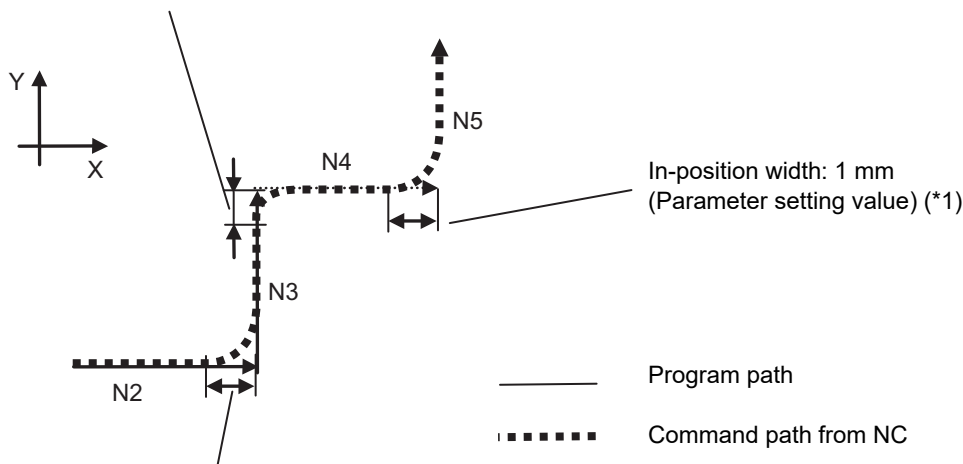 Y
X
N5
N4
In-position width: 1 mm
(Parameter setting value) (*1)
N3
N2
Program path
Command path from NC